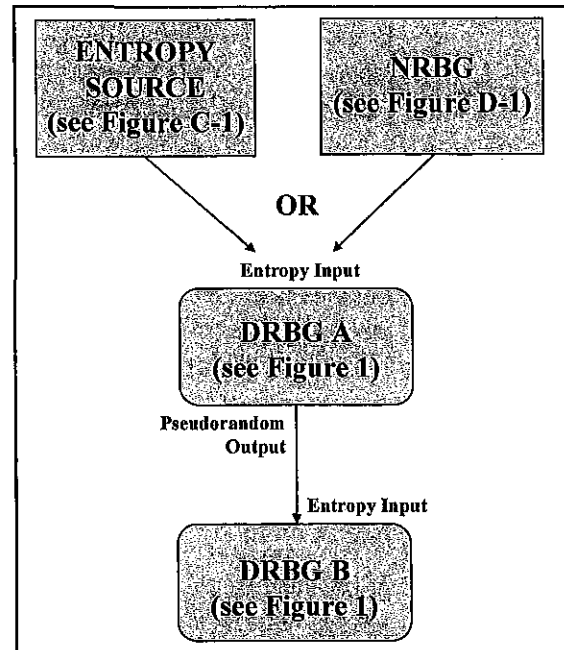 ENTROPY
SOURCE
(see Figure C-1)
NRBG
(see Figure D-1)
OR
Entropy Input
DRBG A
(see Figure 1)
Pseudorandom
Output
Entropy Input
DRBG B
(see Figure 1)